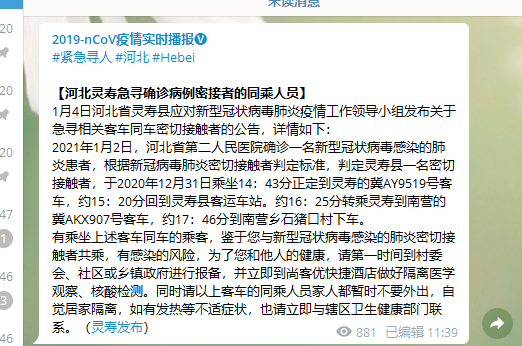 未读消息
20
2019-nCoV疫情实时播报
#紧急寻人 #河北 #Hebei
【河北灵寿急寻确诊病例密接者的同乘人员】
1月4日河北省灵寿县应对新型冠状病毒肺炎疫情工作领导小组发布关于
急寻相关客车同车密切接触者的公告，详情如下：
2021年1月2日，河北省第二人民医院确诊一名新型冠状病毒感染的肺
炎患者，根据新冠病毒肺炎密切接触者判定标准，判定灵寿县一名密切
接触者，于2020年12月31日乘坐14：43分正定到灵寿的冀AY9519号客
车，约15：20分回到灵寿县客运车站。约16：25分转乘灵寿到南营的
冀AKX907号客车，约17：46分到南营乡石猪口村下车。
有乘坐上述客车同车的乘客，鉴于您与新型冠状病毒感染的肺炎密切接
触者共乘，有感染的风险，为了您和他人的健康，请第一时间到村委
会、社区或乡镇政府进行报备，并立即到尚客优快捷酒店做好隔离医学
观察、核酸检测。同时请以上客车的同乘人员家人都暂时不要外出，自
觉居家隔离，如有发热等不适症状，也请立即与辖区卫生健康部门联
系。（灵寿发布）
881 已编辑 11:39
20
20
47
1
46
3
46